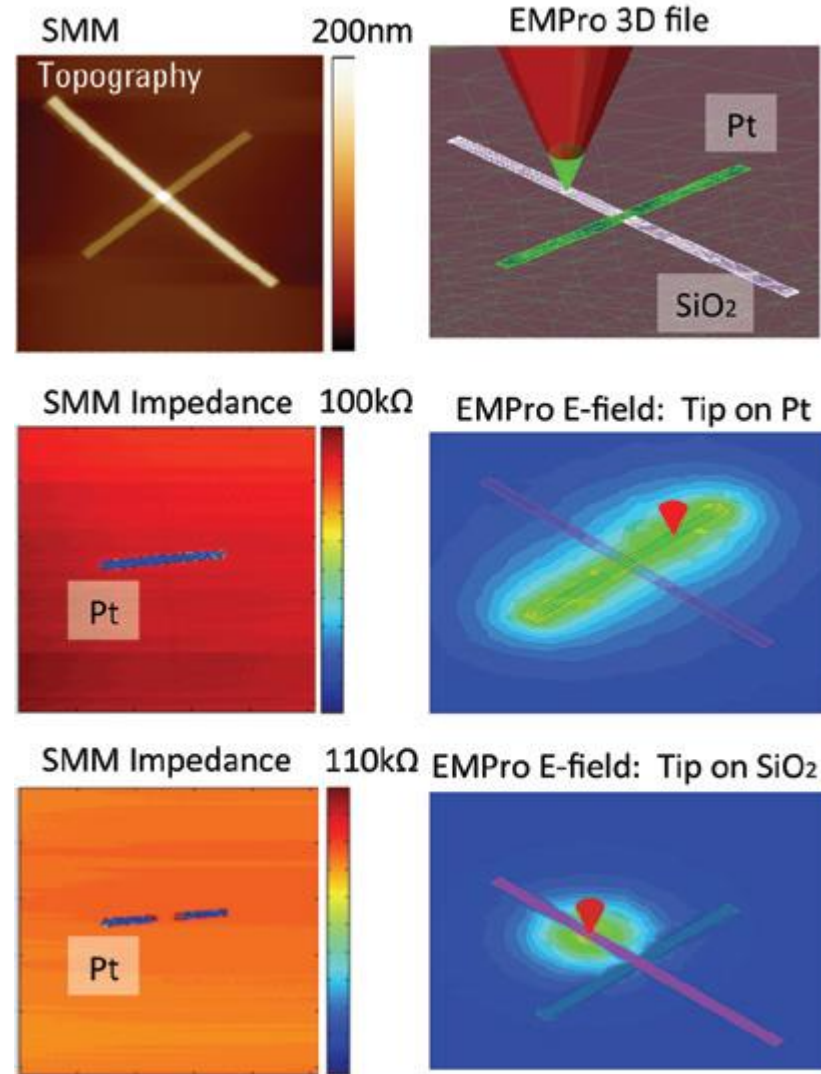 SMM
200nm
Topography
EMPro 3D file
Pt
SiO₂
SMM Impedance
100kΩ
Pt
EMPro E-field: Tip on Pt
SMM Impedance
110kΩ
Pt
EMPro E-field: Tip on SiO₂